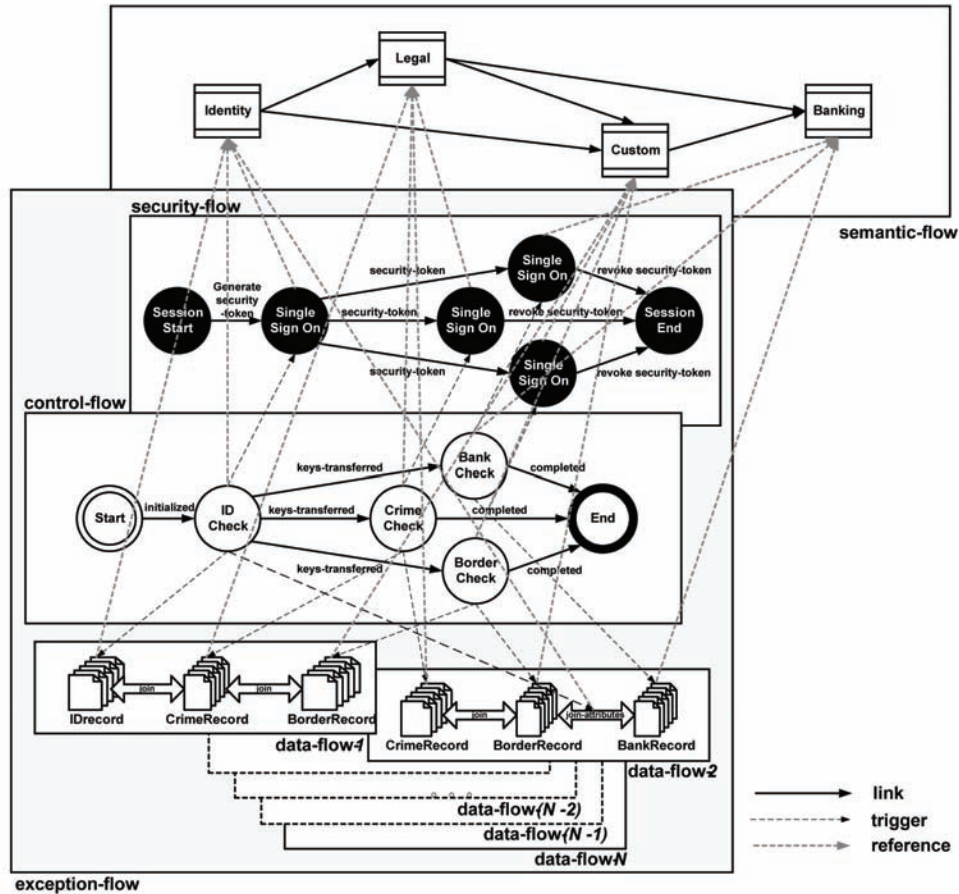 Legal
Identity
Banking
Custom
semantic-flow
security-flow
Session
Start
Generate
security
-token
Single
Sign On
security-token
Single
Sign On
revoke security-token
security-token
Single
Sign On
revoke security-token
Session
End
security-token
Single
Sign On
revoke security-token
control-flow
Start
initialized
ID
Check
keys-transferred
Bank
Check
completed
keys-transferred
Crime
Check
completed
End
keys-transferred
Border
Check
completed
join
join
IDrecord
CrimeRecord
BorderRecord
data-flow-1
join
join-attributes
CrimeRecord
BorderRecord
BankRecord
data-flow-2
data-flow-(N -2)
data-flow-(N -1)
data-flow-N
exception-flow
link
trigger
reference